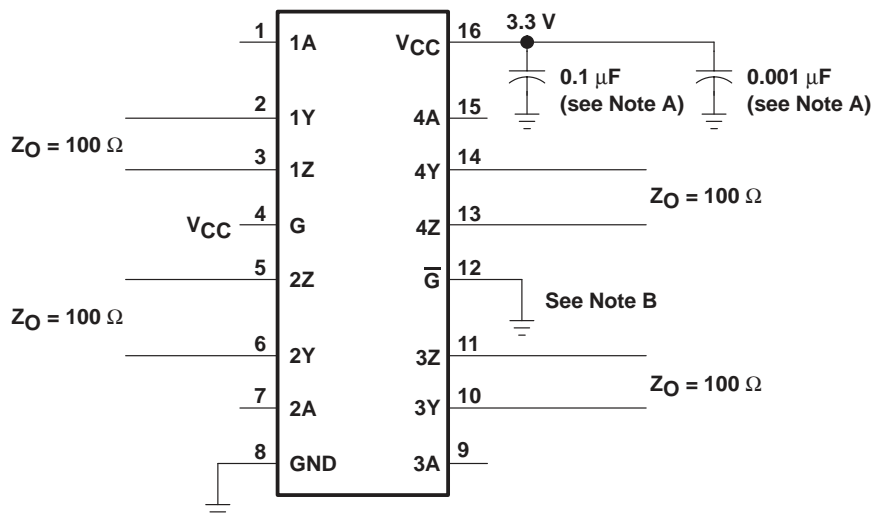 3.3 V
1 1A VCC 16
0.1 μF
(see Note A)
0.001 μF
(see Note A)
2 1Y 4A 15
ZO = 100 Ω
3 1Z 4Y 14
ZO = 100 Ω
VCC 4 G 4Z 13
5 2Z G̅ 12
See Note B
ZO = 100 Ω
6 2Y 3Z 11
ZO = 100 Ω
7 2A 3Y 10
8 GND 3A 9